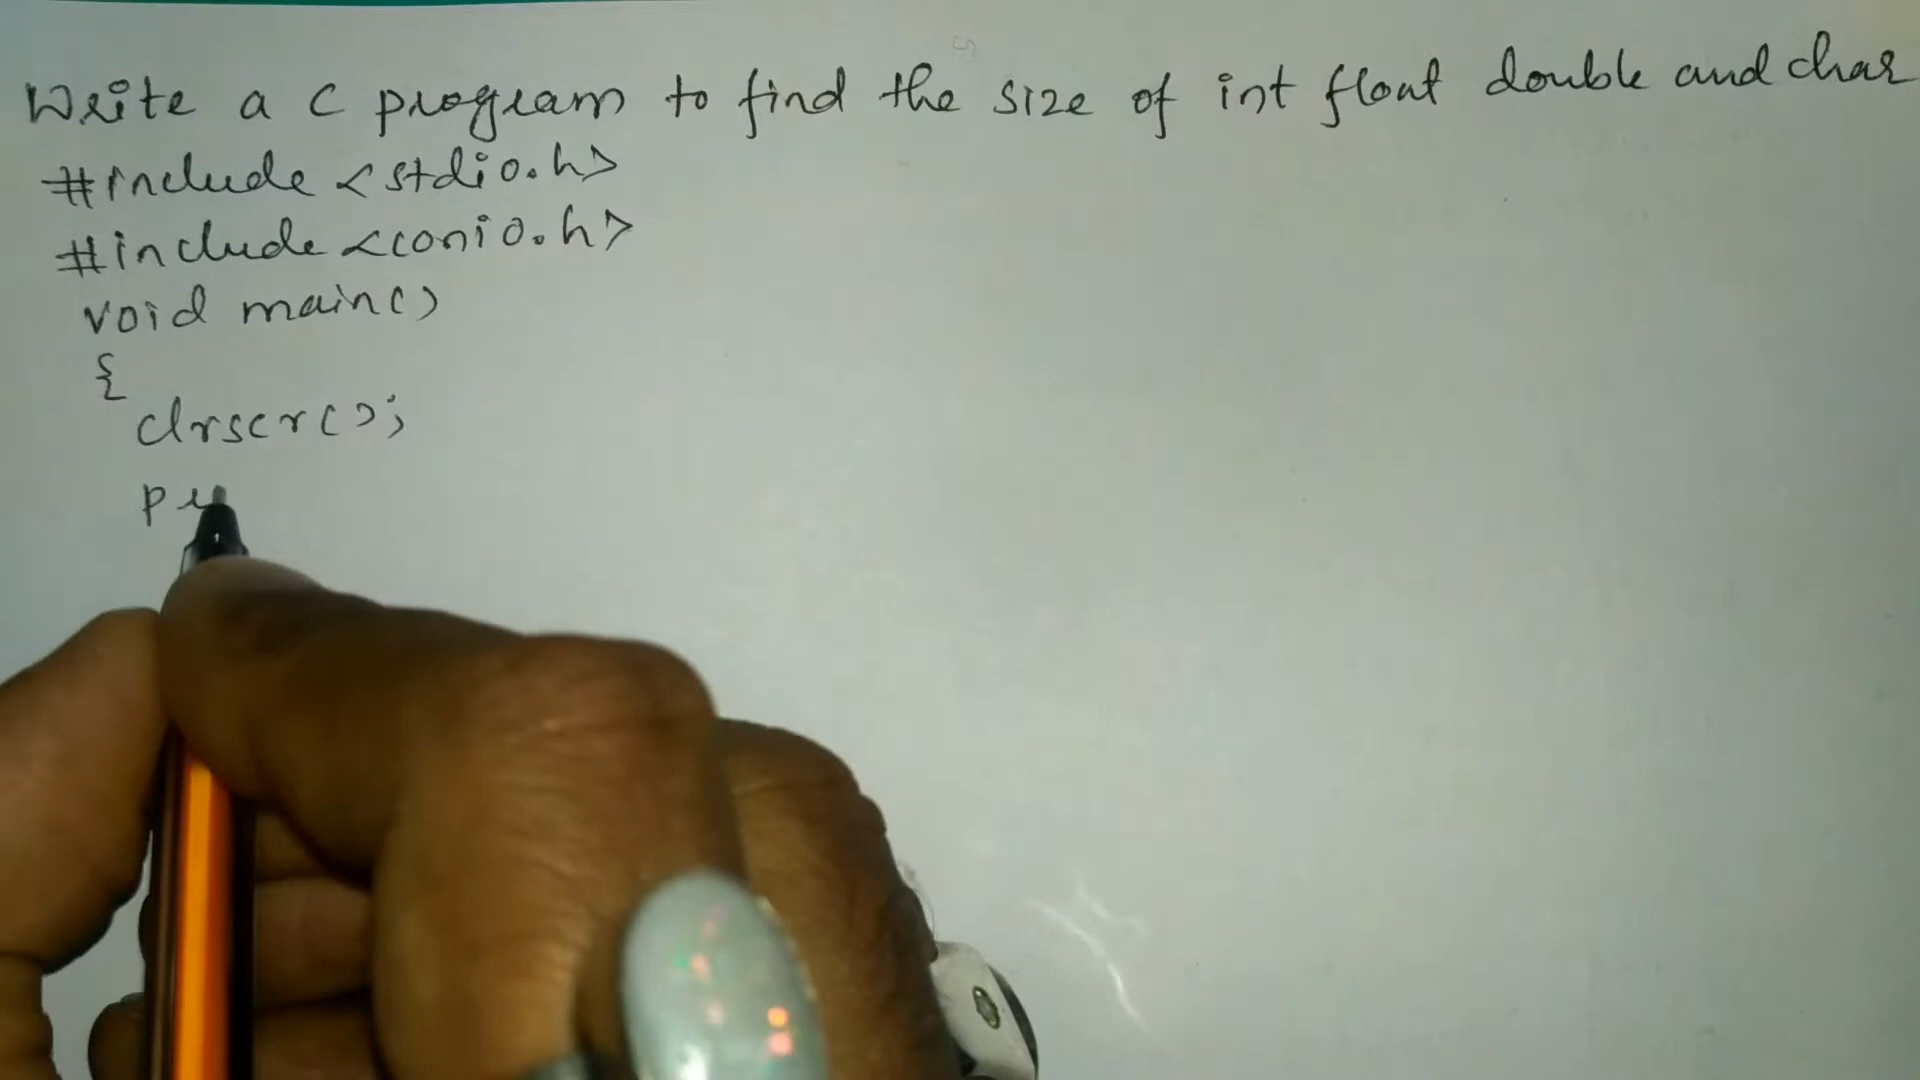 Write a C program to find the size of int float double and char
#include <stdio.h>
#include <conio.h>
void main()
{
clrscr();
pr